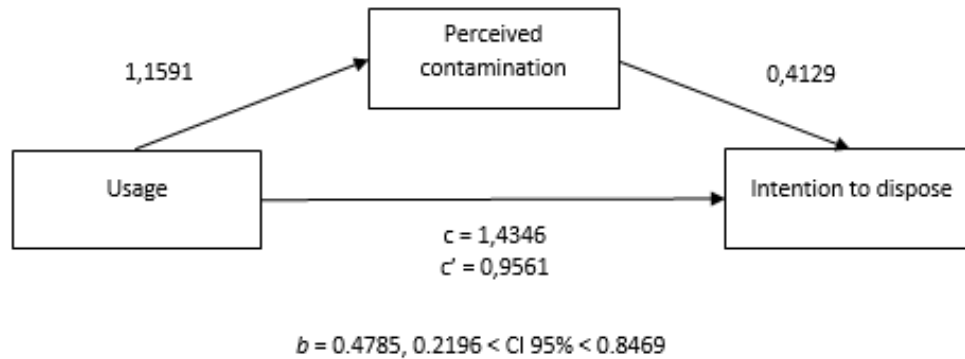 Perceived
contamination
1,1591
0,4129
Usage
Intention to dispose
c = 1,4346
c' = 0,9561
b = 0.4785, 0.2196 < CI 95% < 0.8469